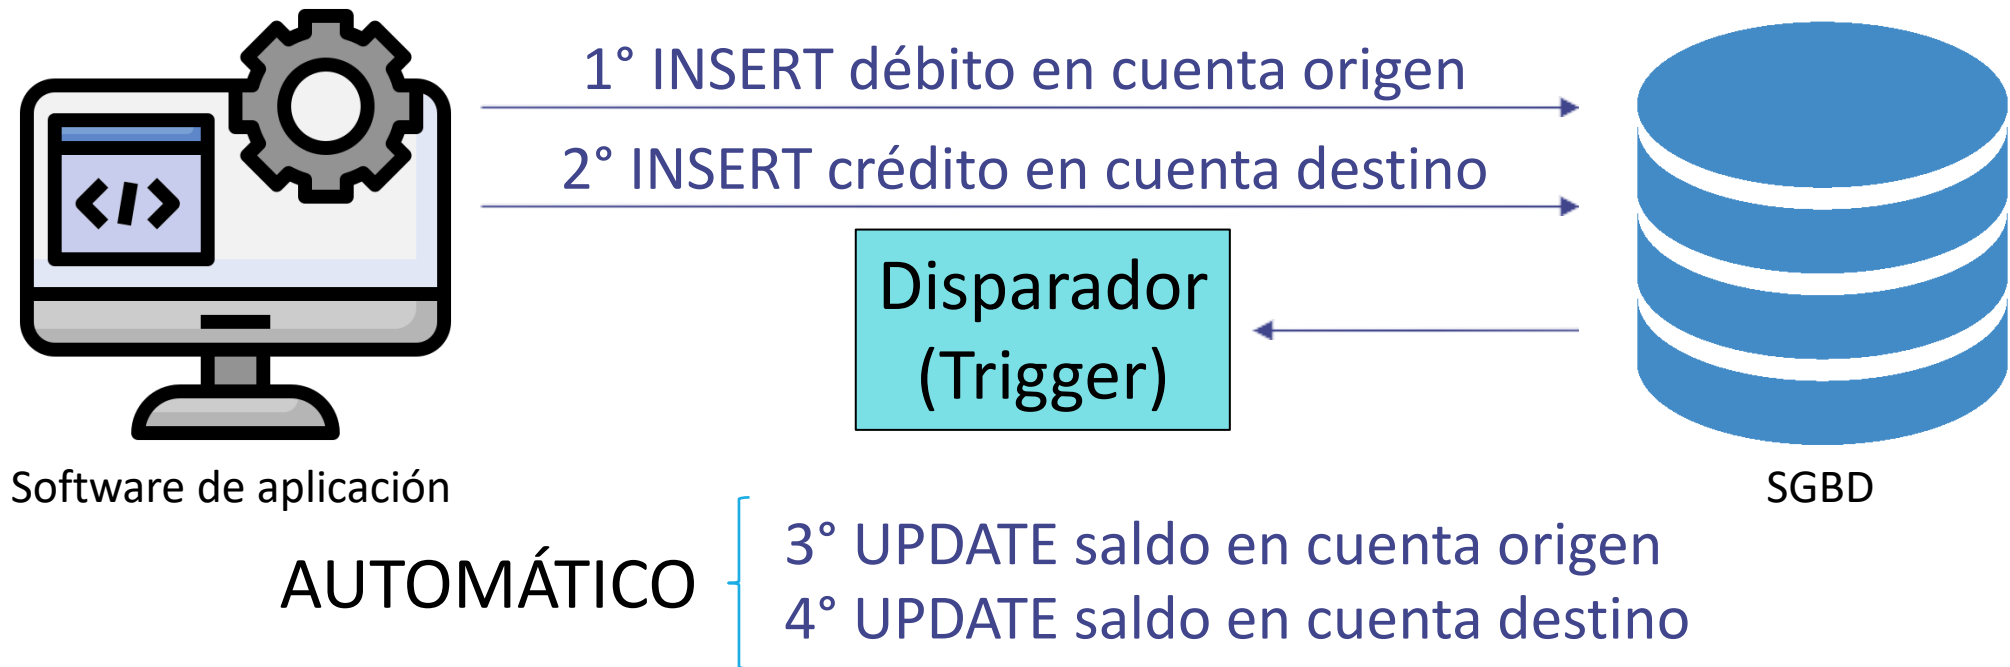 1° INSERT débito en cuenta origen
2° INSERT crédito en cuenta destino
</>
Disparador
(Trigger)
Software de aplicación
SGBD
AUTOMÁTICO
3° UPDATE saldo en cuenta origen
4° UPDATE saldo en cuenta destino